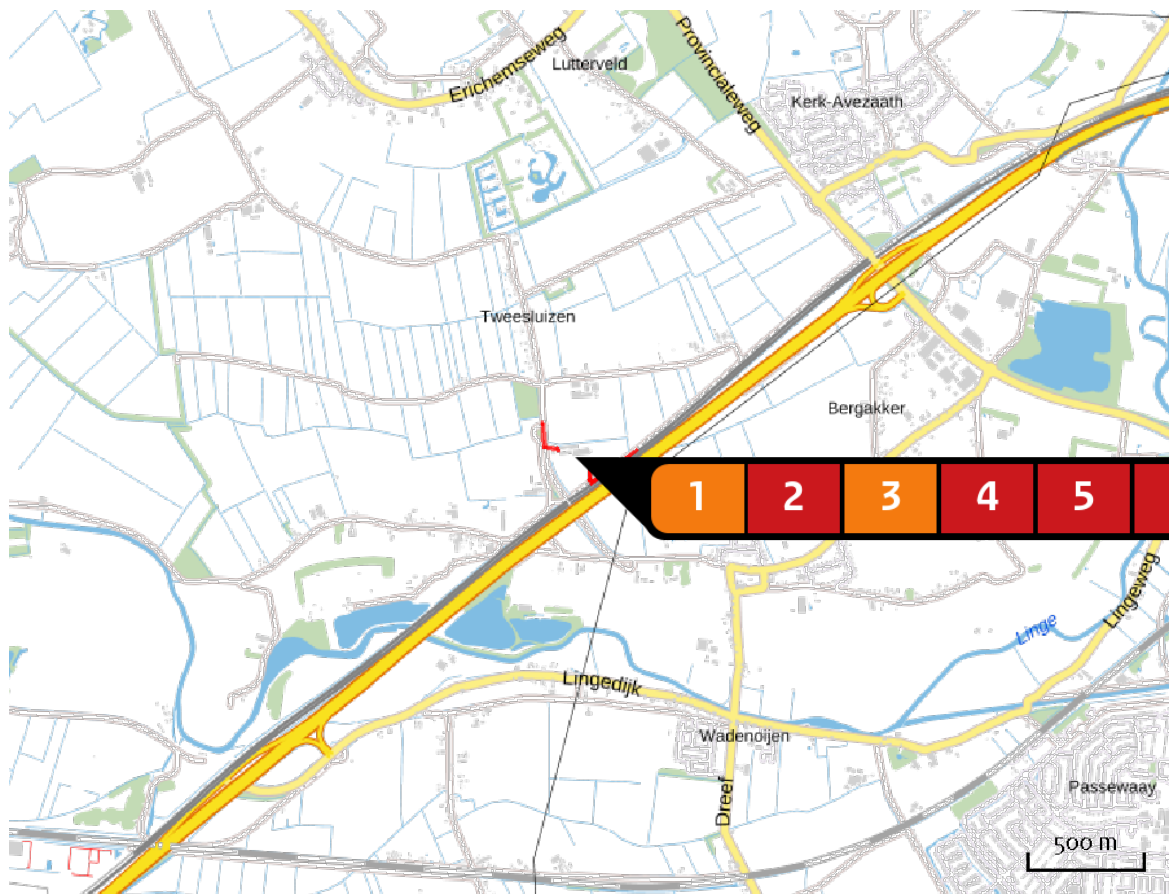 Erichemseweg
Lutterveld
Provincialeweg
Kerk-Avezaath
Tweesluizen
Bergakker
1 2 3 4 5
Lingeweg
Linge
Lingedijk
Wadenoijen
Dreef
Passewaay
500 m